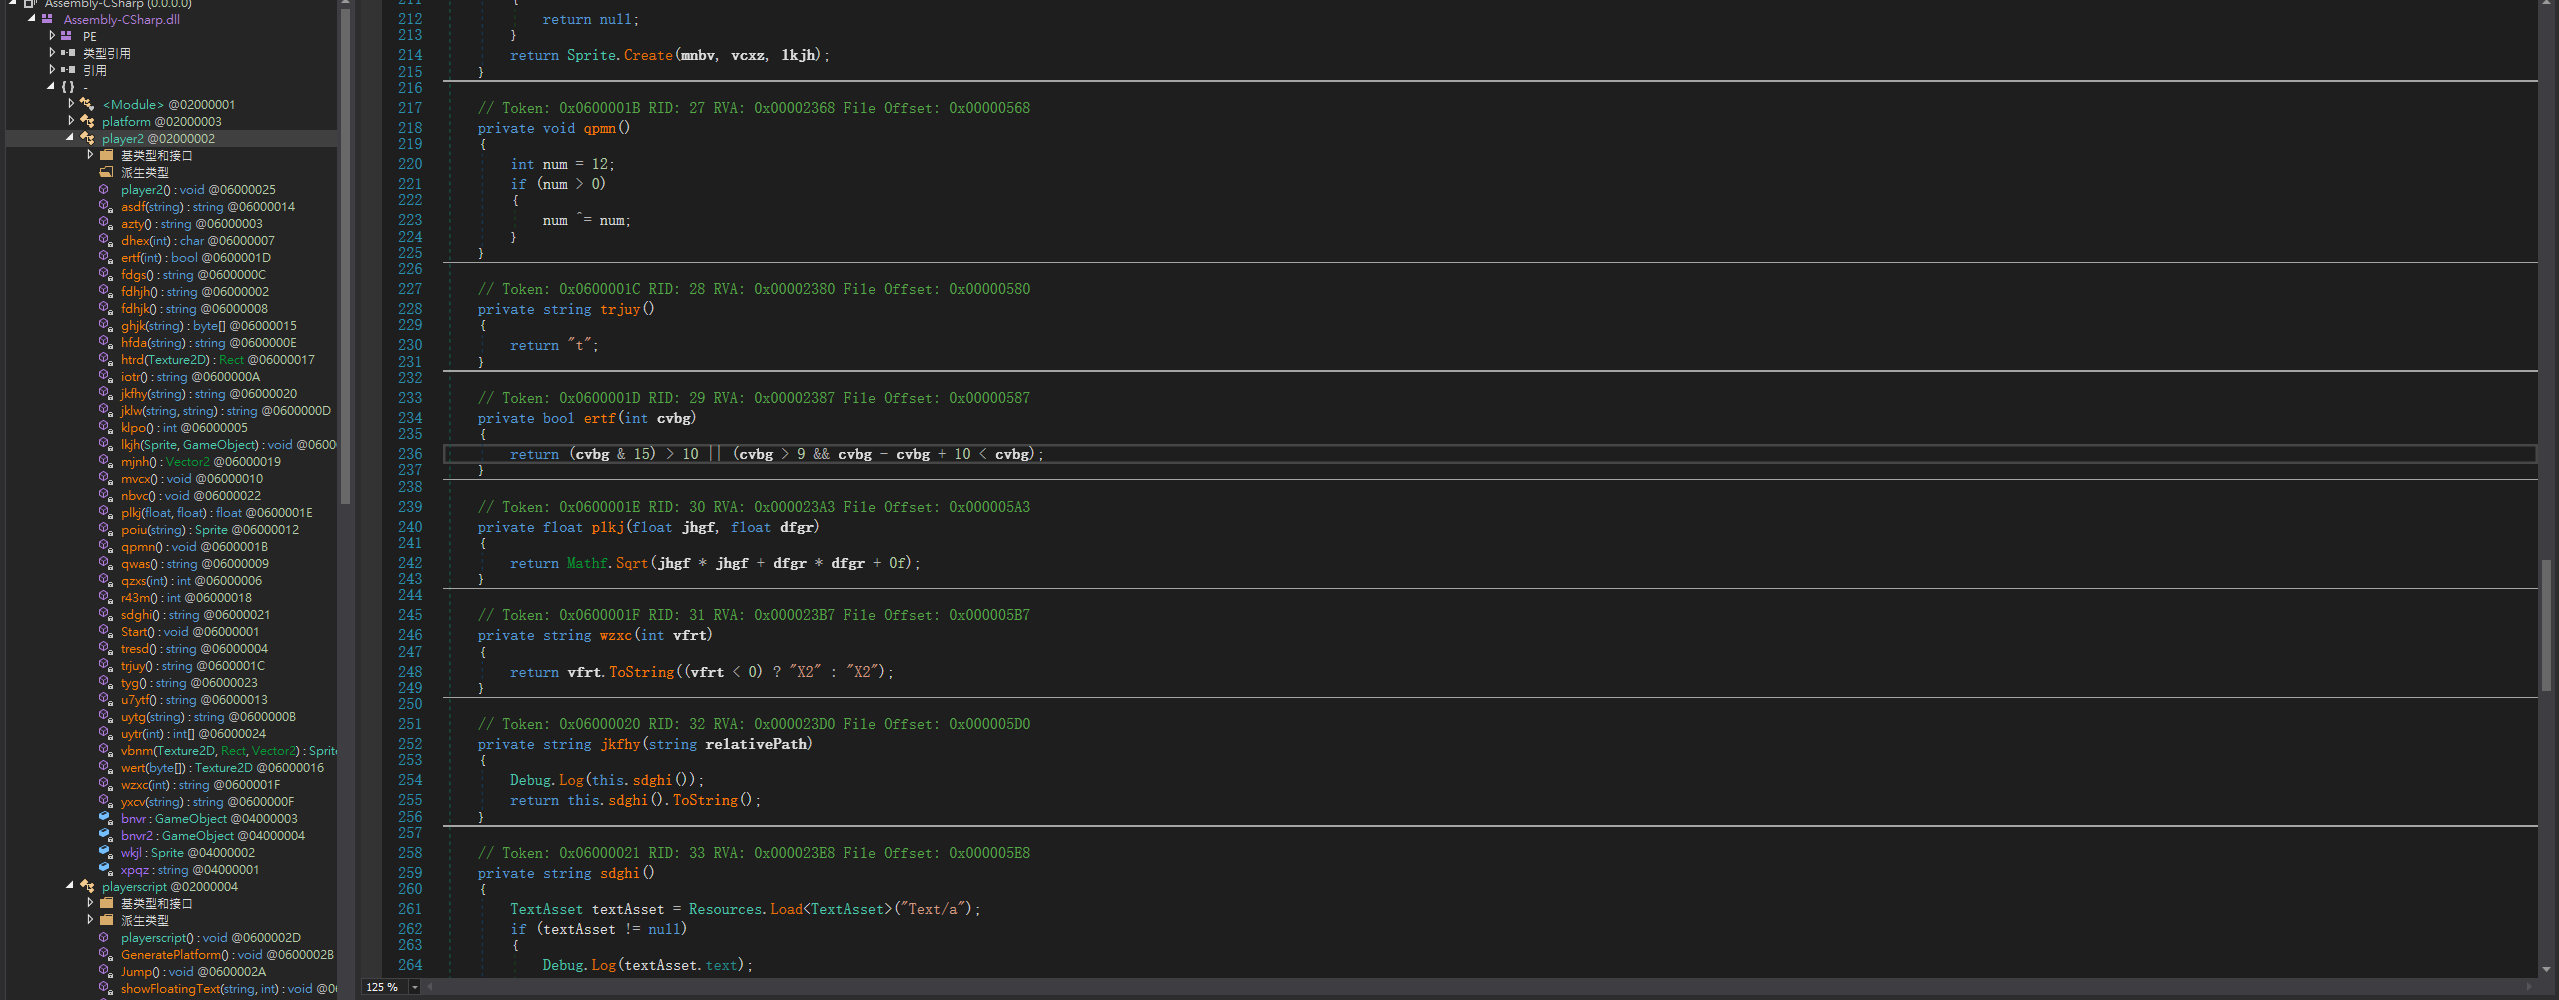 Assembly-CSharp (0.0.0.0)
Assembly-CSharp.dll
PE
类型引用
引用
{ } -
<Module> @02000001
platform @02000003
player2 @02000002
基类型和接口
派生类型
player2() : void @06000025
asdf(string) : string @06000014
azty() : string @06000003
dhex(int) : char @06000007
ertf(int) : bool @0600001D
fdgs() : string @0600000C
fdhjh() : string @06000002
fdhjk() : string @06000008
ghjk(string) : byte[] @06000015
hfda(string) : string @0600000E
htrd(Texture2D) : Rect @06000017
iotr() : string @0600000A
jkfhy(string) : string @06000020
jklw(string, string) : string @0600000D
klpo() : int @06000005
lkjh(Sprite, GameObject) : void @0600
mjnh() : Vector2 @06000019
mvcx() : void @06000010
nbvc() : void @06000022
plkj(float, float) : float @0600001E
poiu(string) : Sprite @06000012
qpmn() : void @0600001B
qwas() : string @06000009
qzxs(int) : int @06000006
r43m() : int @06000018
sdghi() : string @06000021
Start() : void @06000001
tresd() : string @06000004
trjuy() : string @0600001C
tyg() : string @06000023
u7ytf() : string @06000013
uytg(string) : string @0600000B
uytr(int) : int[] @06000024
vbnm(Texture2D, Rect, Vector2) : Sprite
wert(byte[]) : Texture2D @06000016
wzxc(int) : string @0600001F
yxcv(string) : string @0600000F
bnvr : GameObject @04000003
bnvr2 : GameObject @04000004
wkjl : Sprite @04000002
xpqz : string @04000001
playerscript @02000004
基类型和接口
派生类型
playerscript() : void @0600002D
GeneratePlatform() : void @0600002B
Jump() : void @0600002A
showFloatingText(string, int) : void @0
211 {
212 return null;
213 }
214 return Sprite.Create(mnbv, vcxz, lkjh);
215 }
216
217 // Token: 0x0600001B RID: 27 RVA: 0x00002368 File Offset: 0x00000568
218 private void qpmn()
219 {
220 int num = 12;
221 if (num > 0)
222 {
223 num ^= num;
224 }
225 }
226
227 // Token: 0x0600001C RID: 28 RVA: 0x00002380 File Offset: 0x00000580
228 private string trjuy()
229 {
230 return "t";
231 }
232
233 // Token: 0x0600001D RID: 29 RVA: 0x00002387 File Offset: 0x00000587
234 private bool ertf(int cvbg)
235 {
236 return (cvbg & 15) > 10 || (cvbg > 9 && cvbg - cvbg + 10 < cvbg);
237 }
238
239 // Token: 0x0600001E RID: 30 RVA: 0x000023A3 File Offset: 0x000005A3
240 private float plkj(float jhgf, float dfgr)
241 {
242 return Mathf.Sqrt(jhgf * jhgf + dfgr * dfgr + 0f);
243 }
244
245 // Token: 0x0600001F RID: 31 RVA: 0x000023B7 File Offset: 0x000005B7
246 private string wzxc(int vfrt)
247 {
248 return vfrt.ToString((vfrt < 0) ? "X2" : "X2");
249 }
250
251 // Token: 0x06000020 RID: 32 RVA: 0x000023D0 File Offset: 0x000005D0
252 private string jkfhy(string relativePath)
253 {
254 Debug.Log(this.sdghi());
255 return this.sdghi().ToString();
256 }
257
258 // Token: 0x06000021 RID: 33 RVA: 0x000023E8 File Offset: 0x000005E8
259 private string sdghi()
260 {
261 TextAsset textAsset = Resources.Load<TextAsset>("Text/a");
262 if (textAsset != null)
263 {
264 Debug.Log(textAsset.text);
125 %